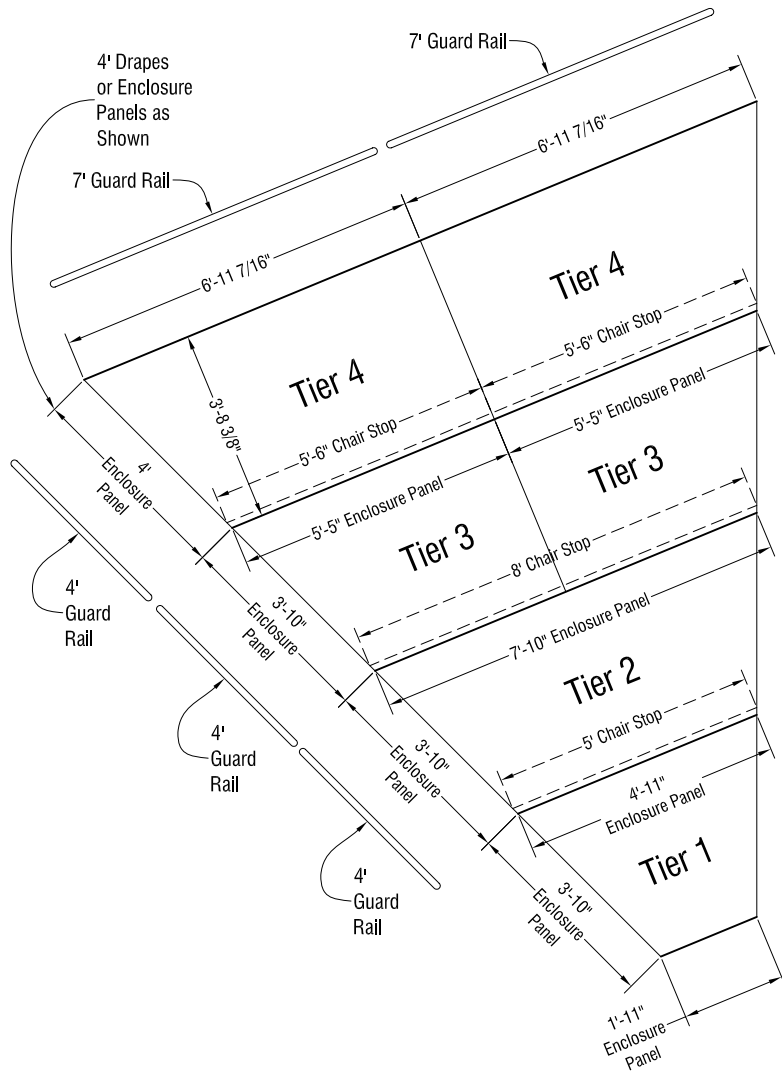 4' Drapes
or Enclosure
Panels as
Shown
7' Guard Rail
7' Guard Rail
6'-11 7/16"
6'-11 7/16"
Tier 4
Tier 4
5'-6" Chair Stop
5'-6" Chair Stop
3'-8 3/8"
5'-5" Enclosure Panel
5'-5" Enclosure Panel
Tier 3
Tier 3
4'
Enclosure
Panel
8' Chair Stop
4'
Guard
Rail
3'-10"
Enclosure
Panel
7'-10" Enclosure Panel
Tier 2
5' Chair Stop
4'
Guard
Rail
3'-10"
Enclosure
Panel
4'-11"
Enclosure Panel
Tier 1
4'
Guard
Rail
3'-10"
Enclosure
Panel
1'-11"
Enclosure
Panel